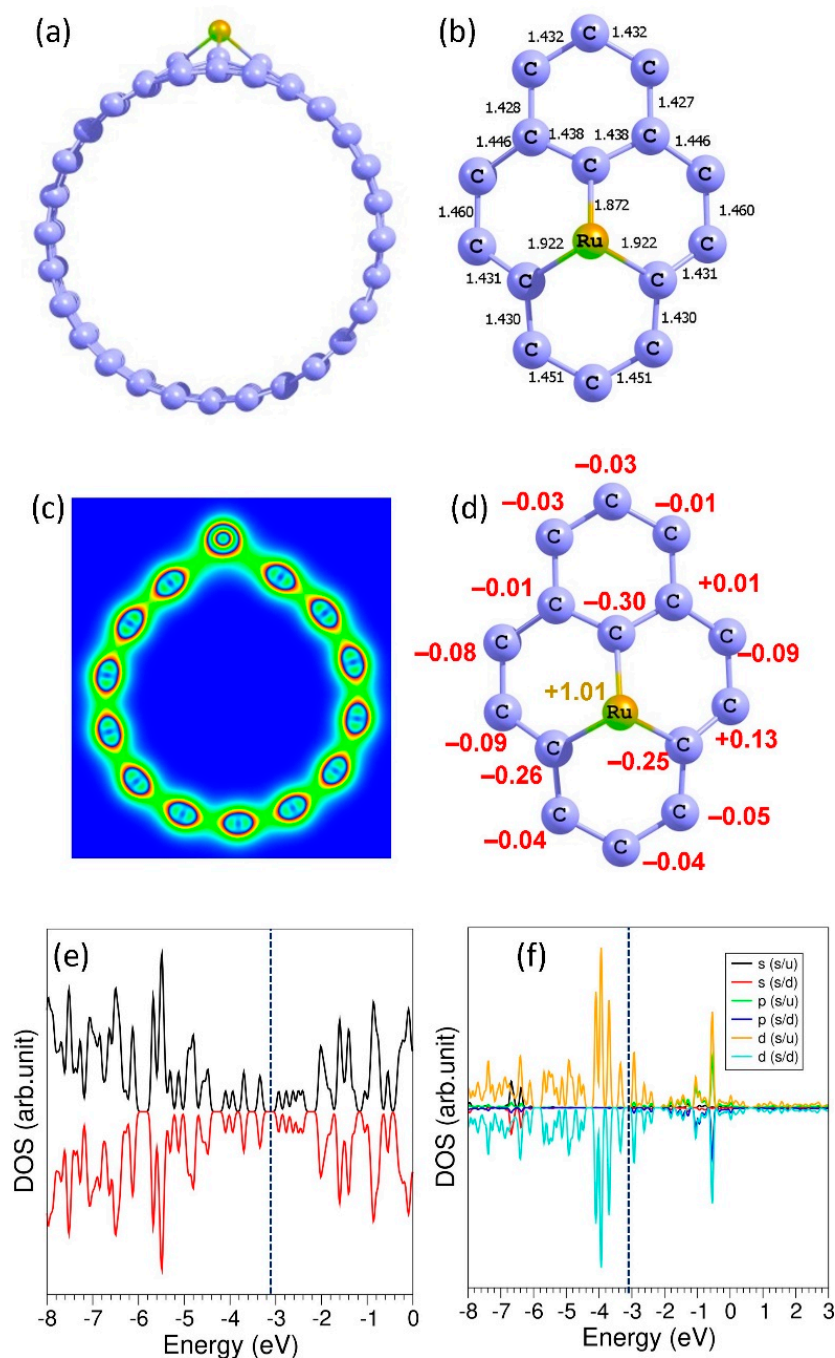 (a)
(b)
1.432 1.432
C
C C
1.428 1.427
1.446 C 1.438 1.438 C 1.446
C C C
1.872
1.460 1.460
1.922 Ru 1.922
C C
1.431 C C 1.431
1.430 1.430
C C
1.451 C 1.451
(c)
(d)
−0.03
−0.03 C −0.01
C C
−0.01 C −0.30 C +0.01
C C C
−0.08 −0.09
+1.01
C Ru C
−0.09 C C +0.13
−0.26 −0.25
C C −0.05
−0.04 C
−0.04
(e)
DOS (arb.unit)
-8 -7 -6 -5 -4 -3 -2 -1 0
Energy (eV)
(f)
s (s/u)
s (s/d)
p (s/u)
p (s/d)
d (s/u)
d (s/d)
DOS (arb.unit)
-8 -7 -6 -5 -4 -3 -2 -1 0 1 2 3
Energy (eV)